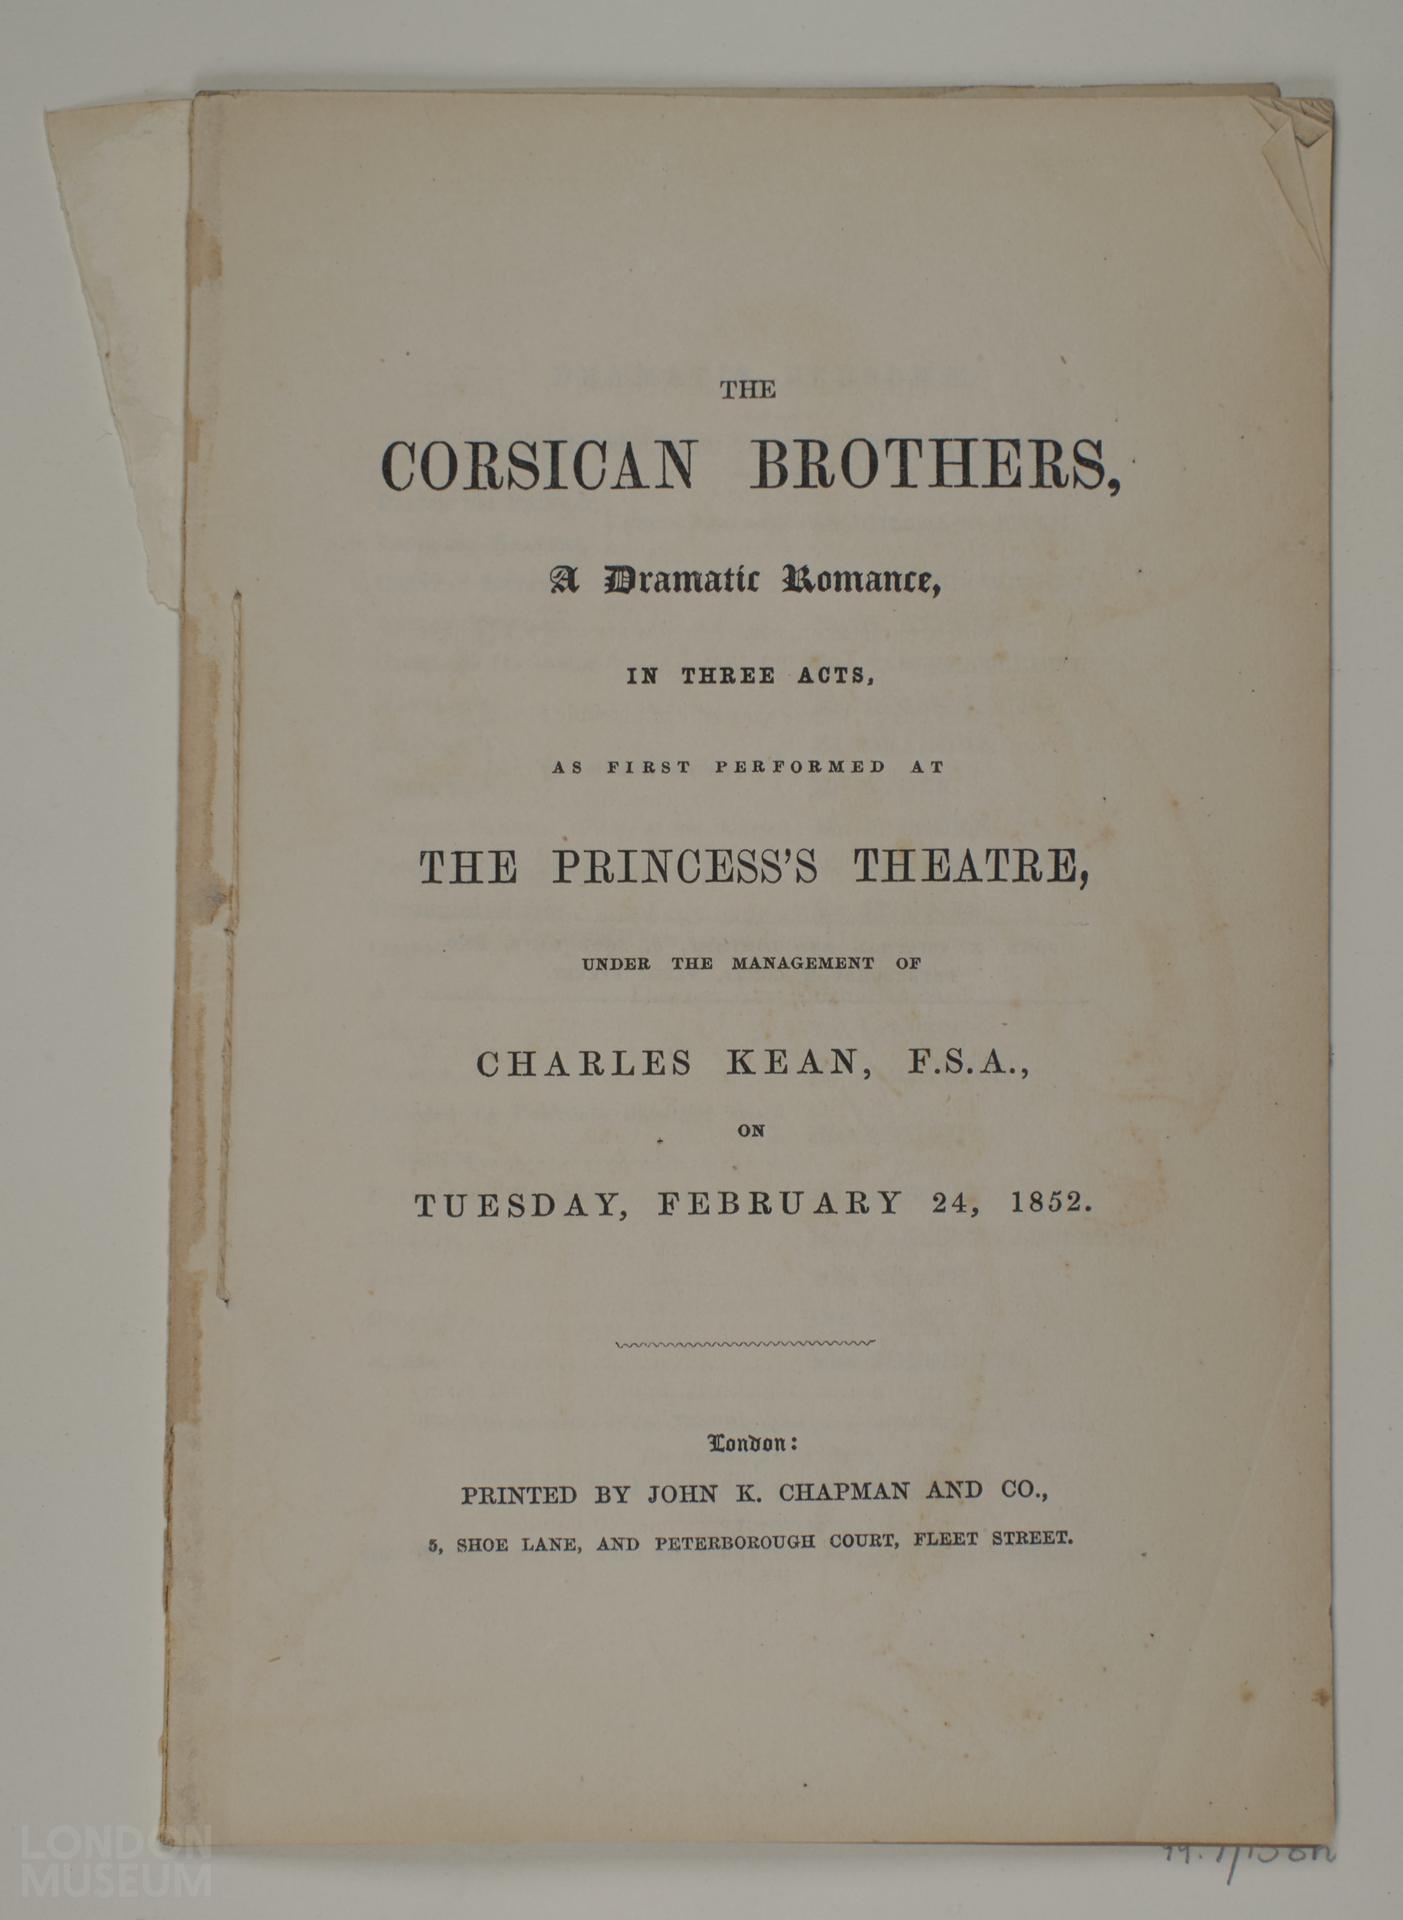 THE
CORSICAN BROTHERS,
A Dramatic Romance,
IN THREE ACTS,
AS FIRST PERFORMED AT
THE PRINCESS'S THEATRE,
UNDER THE MANAGEMENT OF
CHARLES KEAN, F.S.A.,
ON
TUESDAY, FEBRUARY 24, 1852.
London:
PRINTED BY JOHN K. CHAPMAN AND CO.,
5, SHOE LANE, AND PETERBOROUGH COURT, FLEET STREET.
LONDON
MUSEUM